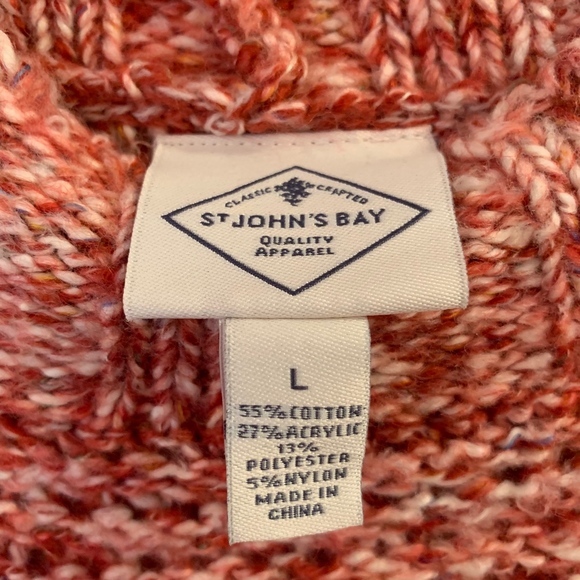 CLASSIC CRAFTED
ST JOHN'S BAY
QUALITY
APPAREL
L
55% COTTON
27% ACRYLIC
13%
POLYESTER
5% NYLON
MADE IN
CHINA